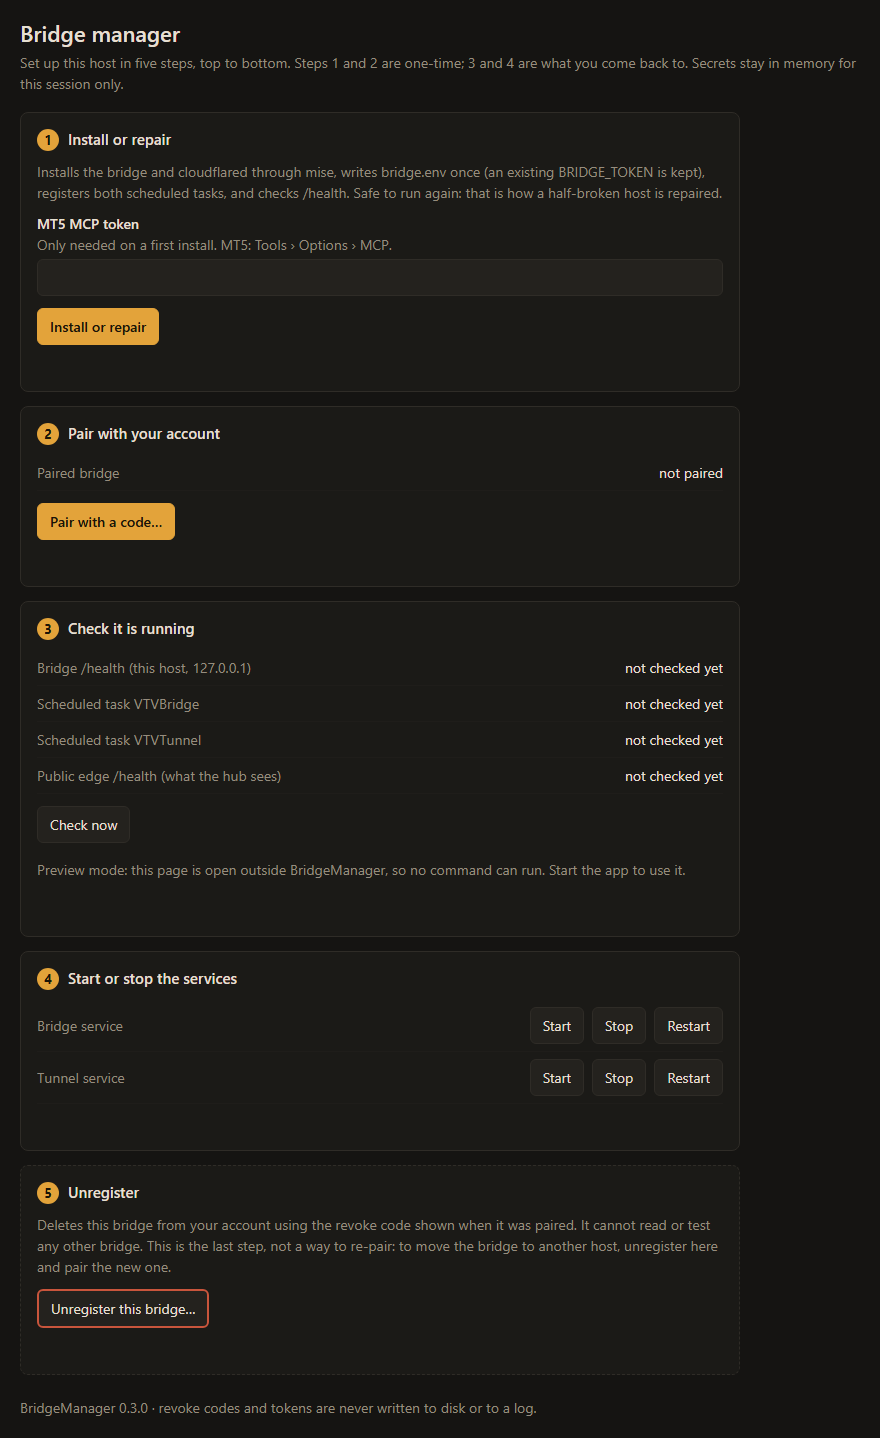 Bridge manager
Set up this host in five steps, top to bottom. Steps 1 and 2 are one-time; 3 and 4 are what you come back to. Secrets stay in memory for
this session only.
1 Install or repair
Installs the bridge and cloudflared through mise, writes bridge.env once (an existing BRIDGE_TOKEN is kept),
registers both scheduled tasks, and checks /health. Safe to run again: that is how a half-broken host is repaired.
MT5 MCP token
Only needed on a first install. MT5: Tools › Options › MCP.
Install or repair
2 Pair with your account
Paired bridge not paired
Pair with a code...
3 Check it is running
Bridge /health (this host, 127.0.0.1) not checked yet
Scheduled task VTVBridge not checked yet
Scheduled task VTVTunnel not checked yet
Public edge /health (what the hub sees) not checked yet
Check now
Preview mode: this page is open outside BridgeManager, so no command can run. Start the app to use it.
4 Start or stop the services
Bridge service Start Stop Restart
Tunnel service Start Stop Restart
5 Unregister
Deletes this bridge from your account using the revoke code shown when it was paired. It cannot read or test
any other bridge. This is the last step, not a way to re-pair: to move the bridge to another host, unregister here
and pair the new one.
Unregister this bridge...
BridgeManager 0.3.0 · revoke codes and tokens are never written to disk or to a log.